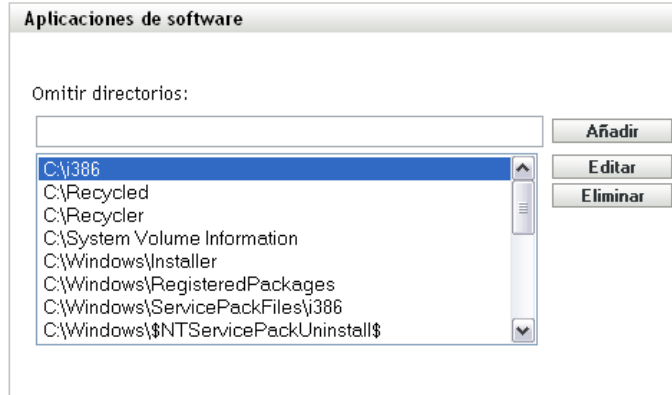 Aplicaciones de software
Omitir directorios:
Añadir
C:\i386
Editar
C:\Recycled
Eliminar
C:\Recycler
C:\System Volume Information
C:\Windows\Installer
C:\Windows\RegisteredPackages
C:\Windows\ServicePackFiles\i386
C:\Windows\$NTServicePackUninstall$